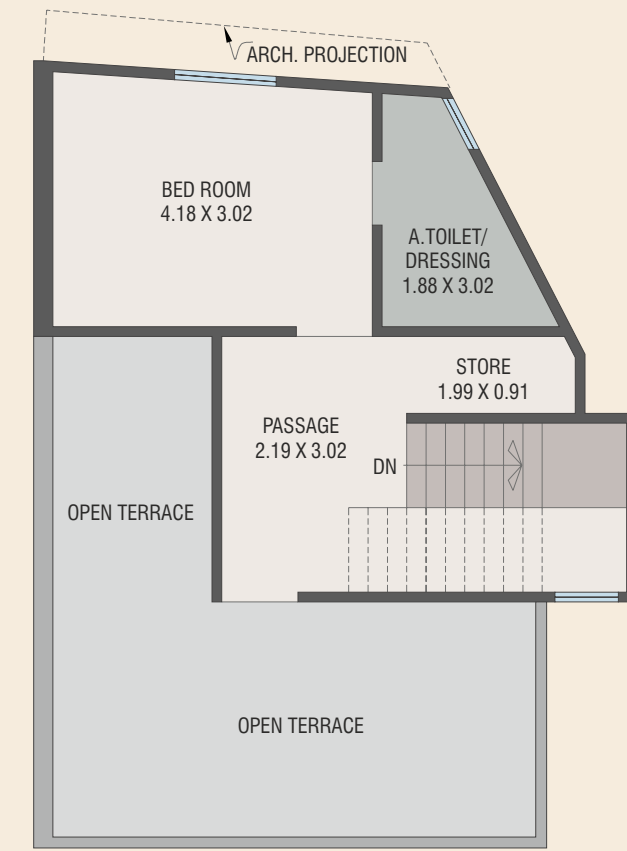 ARCH. PROJECTION
BED ROOM
4.18 X 3.02
A.TOILET/
DRESSING
1.88 X 3.02
STORE
1.99 X 0.91
PASSAGE
2.19 X 3.02
DN
OPEN TERRACE
OPEN TERRACE